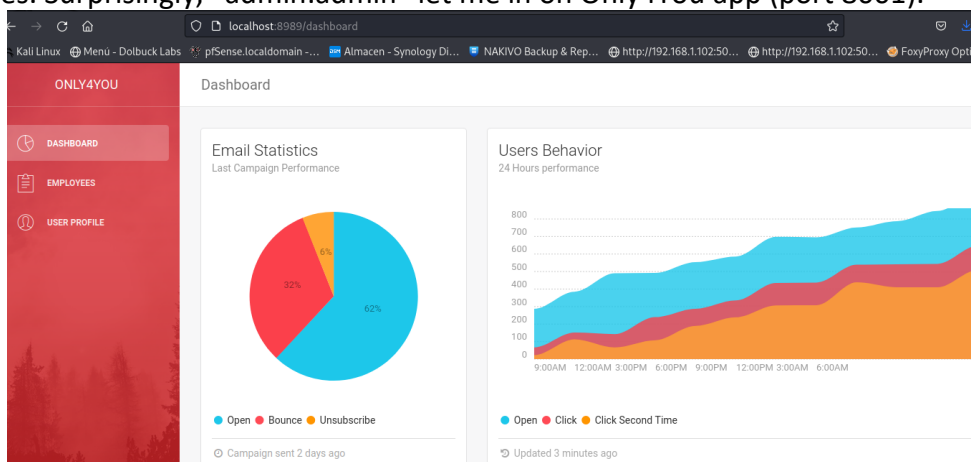 es. Surprisingly, "admin:admin" let me in on Only4You app (port 8001).
localhost:8989/dashboard
Kali Linux Menú - Dolbuck Labs pfSense.localdomain -... Almacen - Synology Di... NAKIVO Backup & Rep... http://192.168.1.102:50... http://192.168.1.102:50... FoxyProxy Opti
ONLY4YOU
Dashboard
DASHBOARD
EMPLOYEES
USER PROFILE
Email Statistics
Last Campaign Performance
6%
32%
62%
Open Bounce Unsubscribe
Campaign sent 2 days ago
Users Behavior
24 Hours performance
800
700
600
500
400
300
200
100
0
9:00AM 12:00AM 3:00PM 6:00PM 9:00PM 12:00PM 3:00AM 6:00AM
Open Click Click Second Time
Updated 3 minutes ago